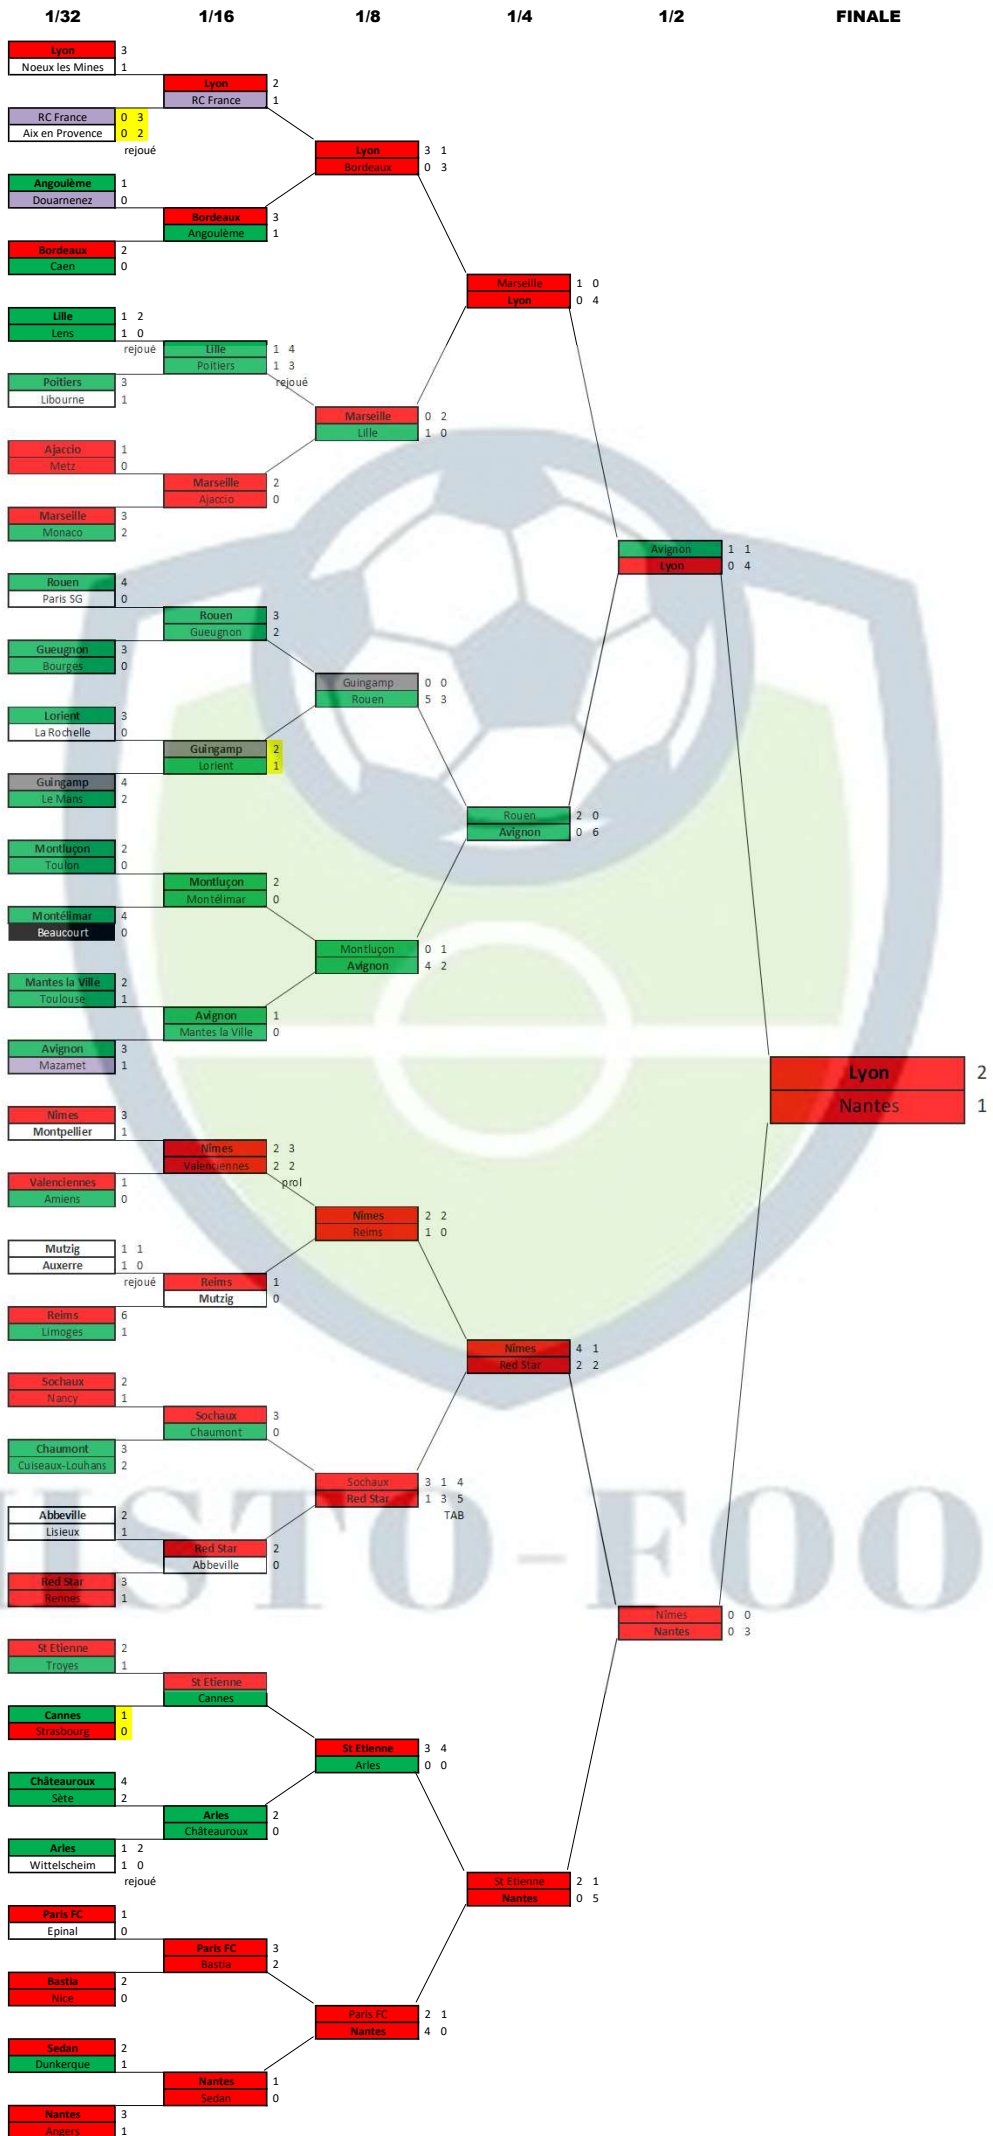 1/32 1/16 1/8 1/4 1/2 FINALE
Lyon 3
Noeux les Mines 1
Lyon 2
RC France 1
RC France 0 3
Aix en Provence 0 2
rejoué
Lyon 3 1
Bordeaux 0 3
Angoulême 1
Douarnenez 0
Bordeaux 3
Angoulême 1
Bordeaux 2
Caen 0
Marseille 1 0
Lyon 0 4
Lille 1 2
Lens 1 0
rejoué
Lille 1 4
Poitiers 1 3
rejoué
Poitiers 3
Libourne 1
Marseille 0 2
Lille 1 0
Ajaccio 1
Metz 0
Marseille 2
Ajaccio 0
Marseille 3
Monaco 2
Avignon 1 1
Lyon 0 4
Rouen 4
Paris SG 0
Rouen 3
Gueugnon 2
Gueugnon 3
Bourges 0
Guingamp 0 0
Rouen 5 3
Lorient 3
La Rochelle 0
Guingamp 2
Lorient 1
Guingamp 4
Le Mans 2
Rouen 2 0
Avignon 0 6
Montluçon 2
Toulon 0
Montluçon 2
Montélimar 0
Montélimar 4
Beaucourt 0
Montluçon 0 1
Avignon 4 2
Mantes la Ville 2
Toulouse 1
Avignon 1
Mantes la Ville 0
Avignon 3
Mazamet 1
Lyon 2
Nantes 1
Nîmes 3
Montpellier 1
Nîmes 2 3
Valenciennes 2 2
prol
Valenciennes 1
Amiens 0
Nîmes 2 2
Reims 1 0
Mutzig 1 1
Auxerre 1 0
rejoué
Reims 1
Mutzig 0
Reims 6
Limoges 1
Nîmes 4 1
Red Star 2 2
Sochaux 2
Nancy 1
Sochaux 3
Chaumont 0
Chaumont 3
Cuiseaux-Louhans 2
Sochaux 3 1 4
Red Star 1 3 5
TAB
Abbeville 2
Lisieux 1
Red Star 2
Abbeville 0
HISTO-FOO
Red Star 3
Rennes 1
Nîmes 0 0
Nantes 0 3
St Etienne 2
Troyes 1
St Etienne
Cannes
Cannes 1
Strasbourg 0
St Etienne 3 4
Arles 0 0
Châteauroux 4
Sète 2
Arles 2
Châteauroux 0
Arles 1 2
Wittelscheim 1 0
rejoué
St Etienne 2 1
Nantes 0 5
Paris FC 1
Epinal 0
Paris FC 3
Bastia 2
Bastia 2
Nice 0
Paris FC 2 1
Nantes 4 0
Sedan 2
Dunkerque 1
Nantes 1
Sedan 0
Nantes 3
Angers 1